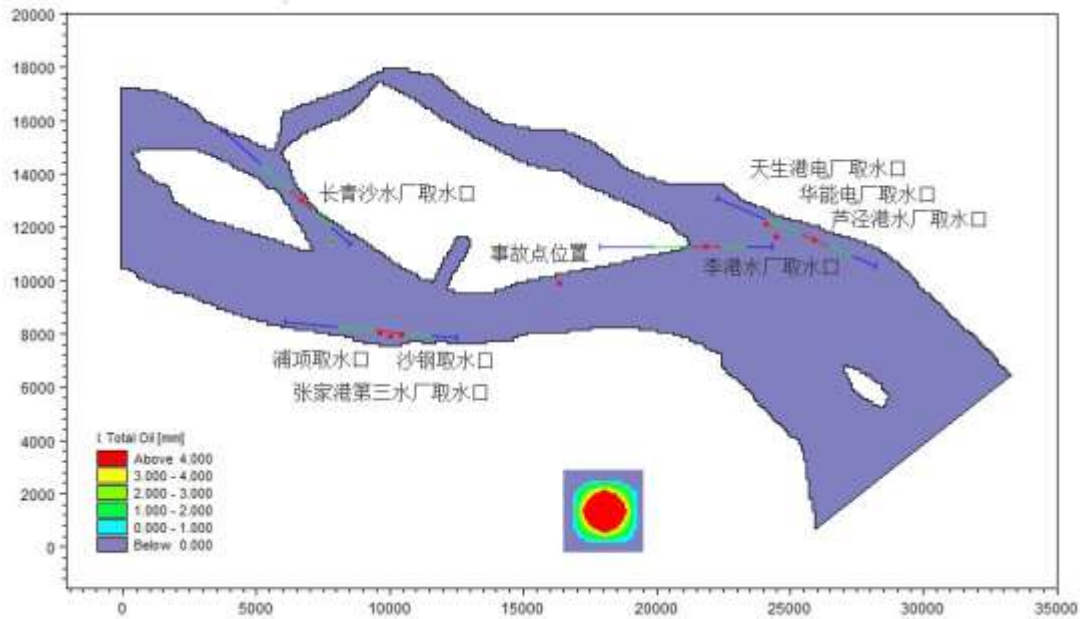 20000
18000
16000
14000
12000
10000
8000
6000
4000
2000
0
天生港电厂取水口
华能电厂取水口
芦泾港水厂取水口
长青沙水厂取水口
事故点位置
李港水厂取水口
浦项取水口
沙钢取水口
张家港第三水厂取水口
t Total Oil [mm]
Above 4.000
3.000 - 4.000
2.000 - 3.000
1.000 - 2.000
0.000 - 1.000
Below 0.000
0
5000
10000
15000
20000
25000
30000
35000